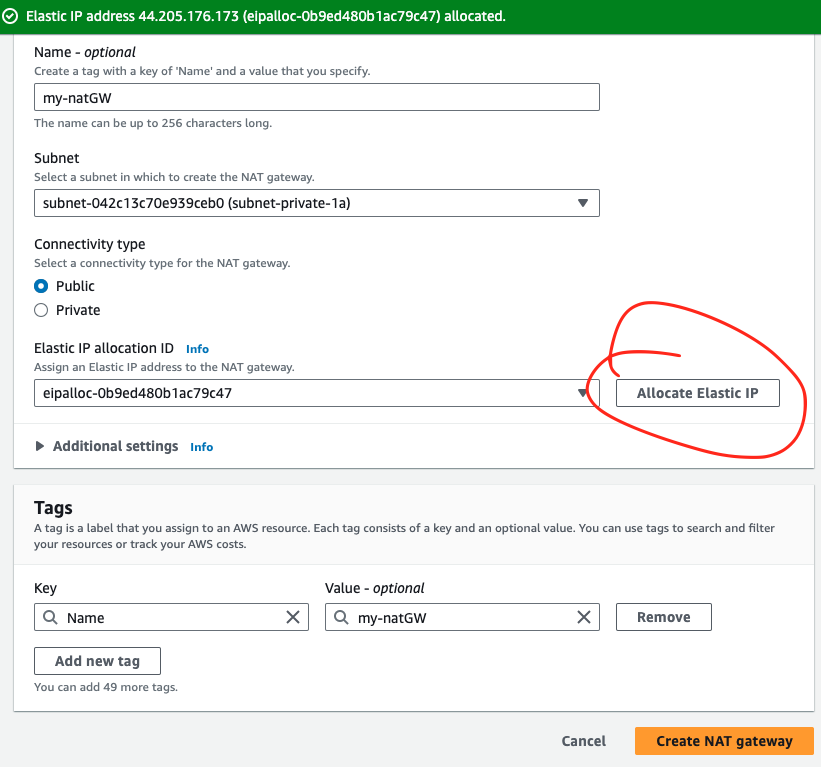 Elastic IP address 44.205.176.173 (eipalloc-0b9ed480b1ac79c47) allocated.
Name - optional
Create a tag with a key of 'Name' and a value that you specify.
my-natGW
The name can be up to 256 characters long.
Subnet
Select a subnet in which to create the NAT gateway.
subnet-042c13c70e939ceb0 (subnet-private-1a)
Connectivity type
Select a connectivity type for the NAT gateway.
Public
Private
Elastic IP allocation ID Info
Assign an Elastic IP address to the NAT gateway.
eipalloc-0b9ed480b1ac79c47 Allocate Elastic IP
Additional settings Info
Tags
A tag is a label that you assign to an AWS resource. Each tag consists of a key and an optional value. You can use tags to search and filter
your resources or track your AWS costs.
Key Value - optional
Name my-natGW Remove
Add new tag
You can add 49 more tags.
Cancel Create NAT gateway